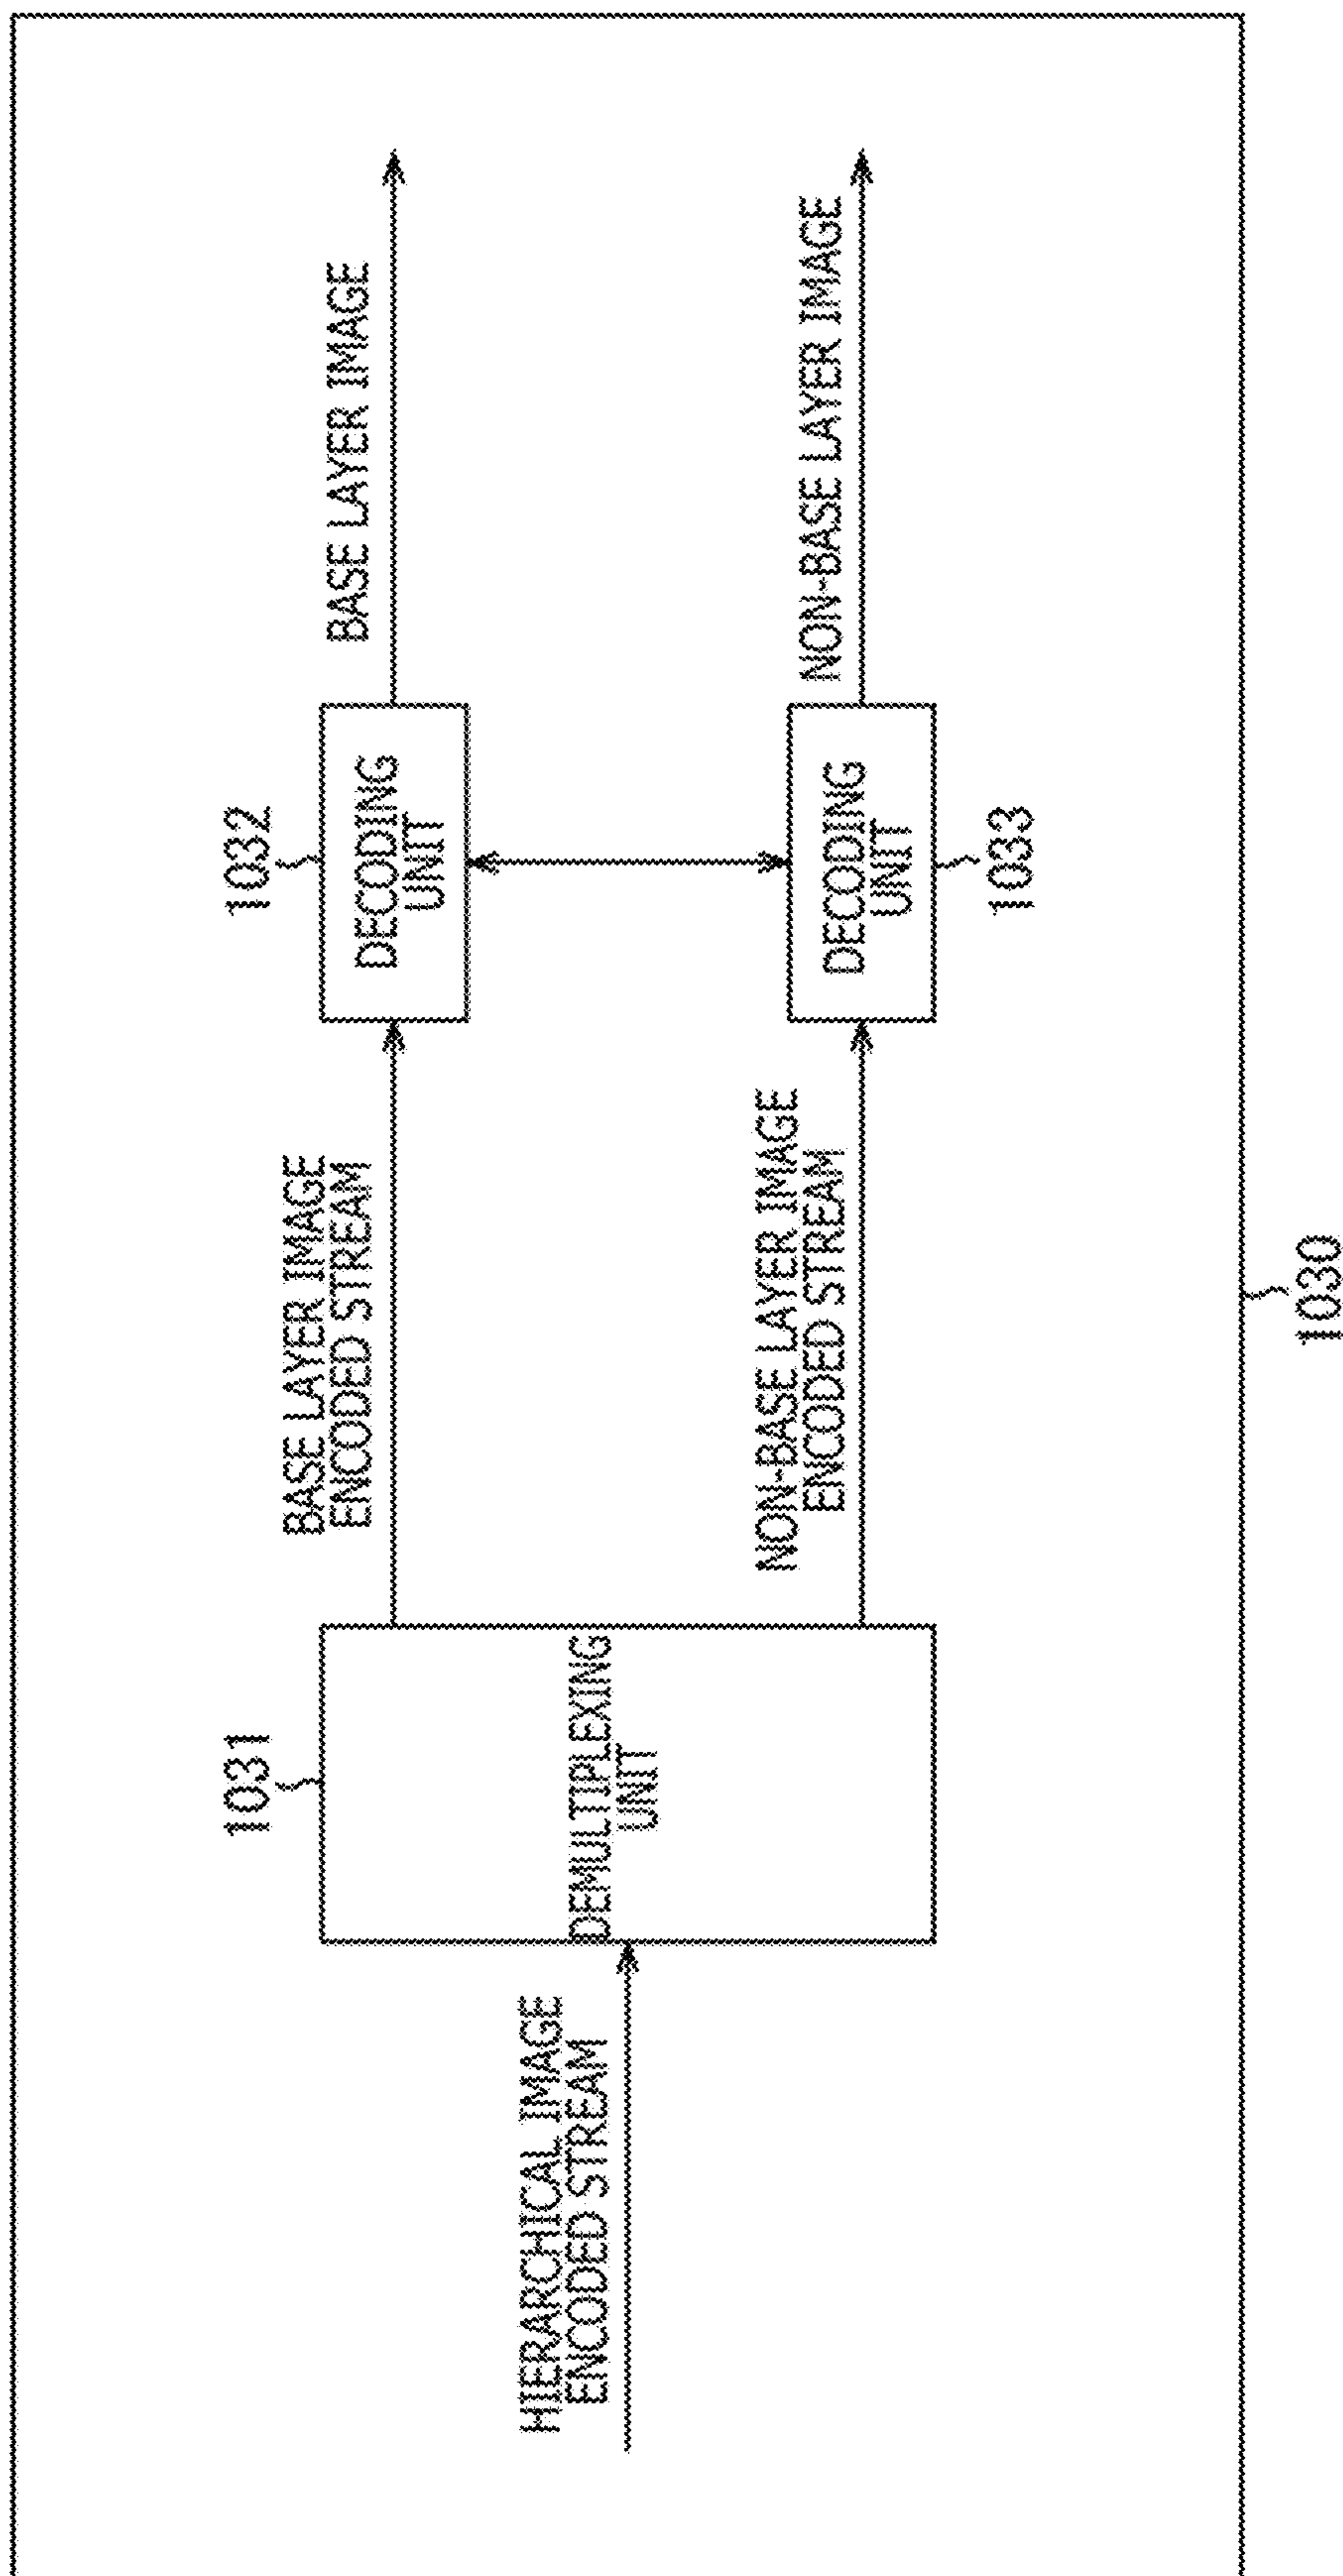 HIERARCHICAL IMAGE
ENCODED STREAM
1031
DEMULTIPLEXING
UNIT
BASE LAYER IMAGE
ENCODED STREAM
NON-BASE LAYER IMAGE
ENCODED STREAM
1032
DECODING
UNIT
DECODING
UNIT
1033
BASE LAYER IMAGE
NON-BASE LAYER IMAGE
1030